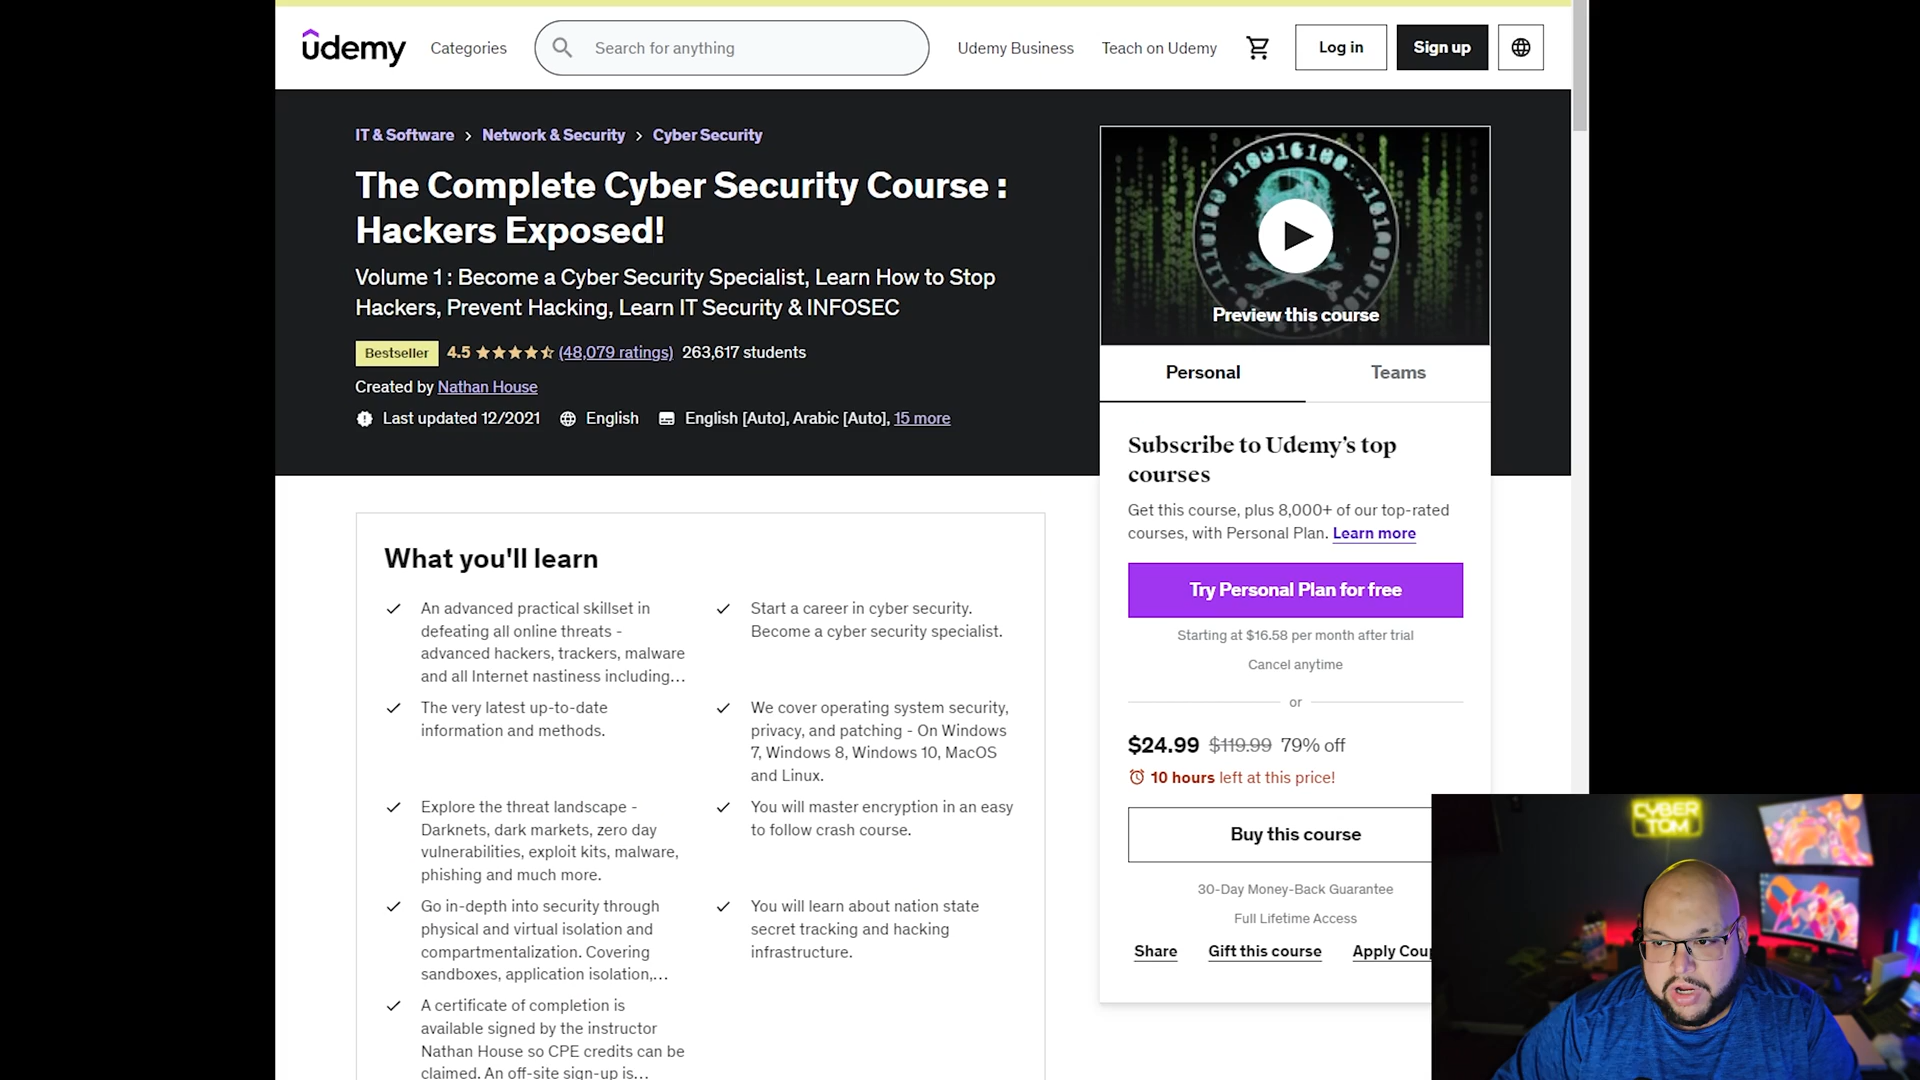 udemy
Categories
Search for anything
Udemy Business
Teach on Udemy
Log in
Sign up
IT & Software > Network & Security > Cyber Security
The Complete Cyber Security Course :
Hackers Exposed!
Volume 1 : Become a Cyber Security Specialist, Learn How to Stop
Hackers, Prevent Hacking, Learn IT Security & INFOSEC
Bestseller 4.5 (48,079 ratings) 263,617 students
Created by Nathan House
Last updated 12/2021 English English [Auto], Arabic [Auto], 15 more
Preview this course
Personal
Teams
Subscribe to Udemy's top
courses
Get this course, plus 8,000+ of our top-rated
courses, with Personal Plan. Learn more
Try Personal Plan for free
Starting at $16.58 per month after trial
Cancel anytime
or
$24.99 $119.99 79% off
10 hours left at this price!
Buy this course
30-Day Money-Back Guarantee
Full Lifetime Access
Share
Gift this course
Apply Cou
What you'll learn
An advanced practical skillset in
defeating all online threats -
advanced hackers, trackers, malware
and all Internet nastiness including...
Start a career in cyber security.
Become a cyber security specialist.
The very latest up-to-date
information and methods.
We cover operating system security,
privacy, and patching - On Windows
7, Windows 8, Windows 10, MacOS
and Linux.
Explore the threat landscape -
Darknets, dark markets, zero day
vulnerabilities, exploit kits, malware,
phishing and much more.
You will master encryption in an easy
to follow crash course.
Go in-depth into security through
physical and virtual isolation and
compartmentalization. Covering
sandboxes, application isolation,...
You will learn about nation state
secret tracking and hacking
infrastructure.
A certificate of completion is
available signed by the instructor
Nathan House so CPE credits can be
claimed. An off-site sign-up is...
CYBER
TOM